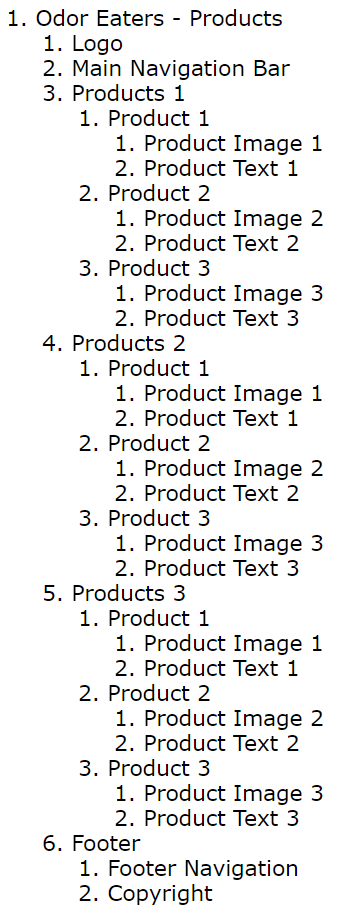 1. Odor Eaters - Products
1. Logo
2. Main Navigation Bar
3. Products 1
1. Product 1
1. Product Image 1
2. Product Text 1
2. Product 2
1. Product Image 2
2. Product Text 2
3. Product 3
1. Product Image 3
2. Product Text 3
4. Products 2
1. Product 1
1. Product Image 1
2. Product Text 1
2. Product 2
1. Product Image 2
2. Product Text 2
3. Product 3
1. Product Image 3
2. Product Text 3
5. Products 3
1. Product 1
1. Product Image 1
2. Product Text 1
2. Product 2
1. Product Image 2
2. Product Text 2
3. Product 3
1. Product Image 3
2. Product Text 3
6. Footer
1. Footer Navigation
2. Copyright